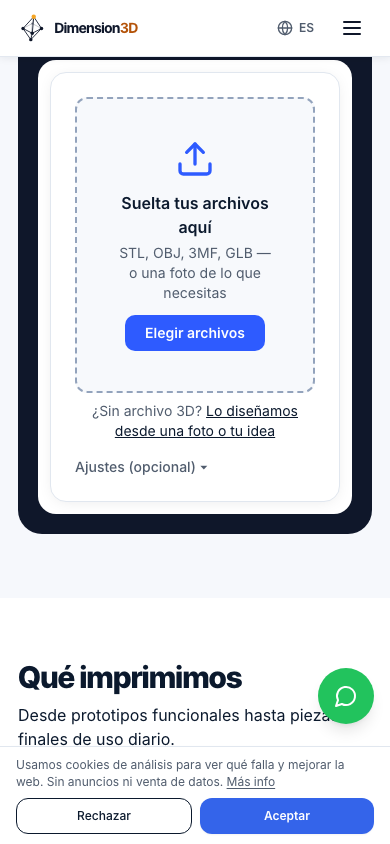 Dimension3D
ES
Suelta tus archivos
aquí
STL, OBJ, 3MF, GLB —
o una foto de lo que
necesitas
Elegir archivos
¿Sin archivo 3D? Lo diseñamos
desde una foto o tu idea
Ajustes (opcional)
Qué imprimimos
Desde prototipos funcionales hasta
finales de uso diario.
Usamos cookies de análisis para ver qué falla y mejorar la
web. Sin anuncios ni venta de datos. Más info
Rechazar
Aceptar